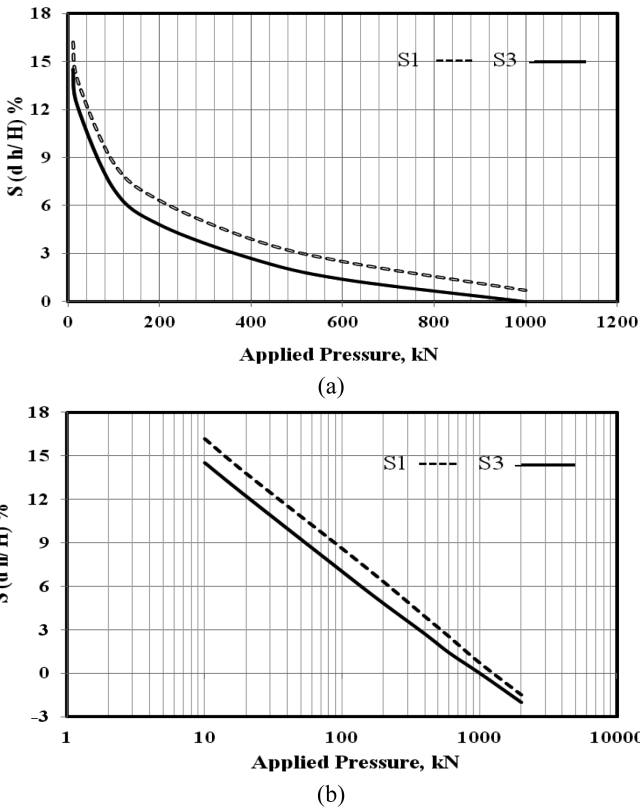 18
15
12
9
6
3
0
S (d h/ H) %
S1 S3
0 200 400 600 800 1000 1200
Applied Pressure, kN
(a)
18
15
12
9
6
3
0
-3
S (d h/ H) %
S1 S3
1 10 100 1000 10000
Applied Pressure, kN
(b)